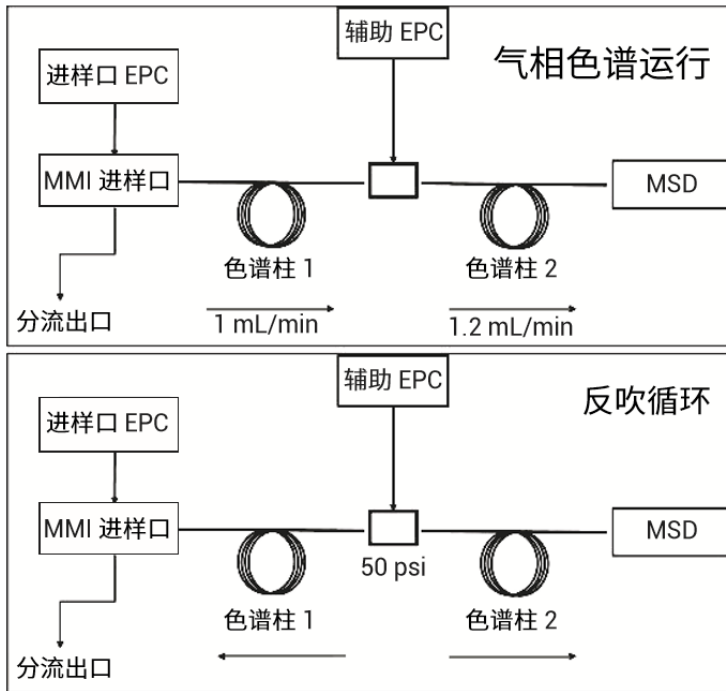 辅助 EPC
气相色谱运行
进样口 EPC
MMI 进样口
MSD
色谱柱 1
色谱柱 2
分流出口
1 mL/min
1.2 mL/min
辅助 EPC
反吹循环
进样口 EPC
MMI 进样口
MSD
50 psi
色谱柱 1
色谱柱 2
分流出口